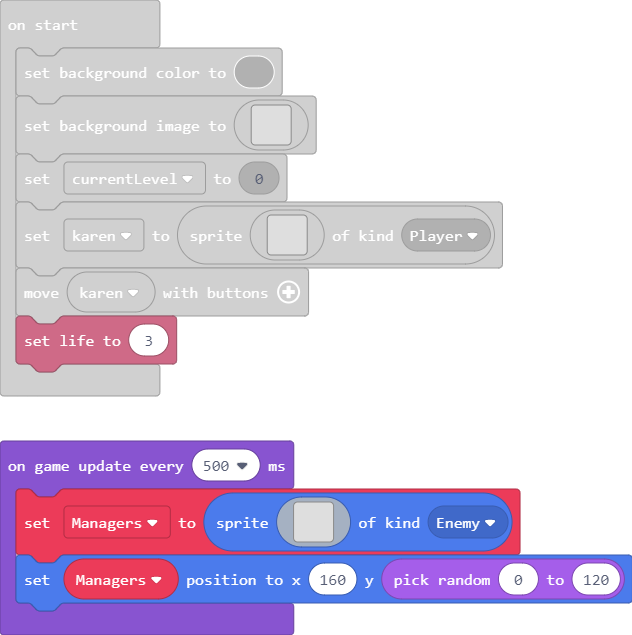 on start
set background color to
set background image to
set currentLevel to 0
set karen to sprite of kind Player
move karen with buttons
set life to 3
on game update every 500 ms
set Managers to sprite of kind Enemy
set Managers position to x 160 y pick random 0 to 120